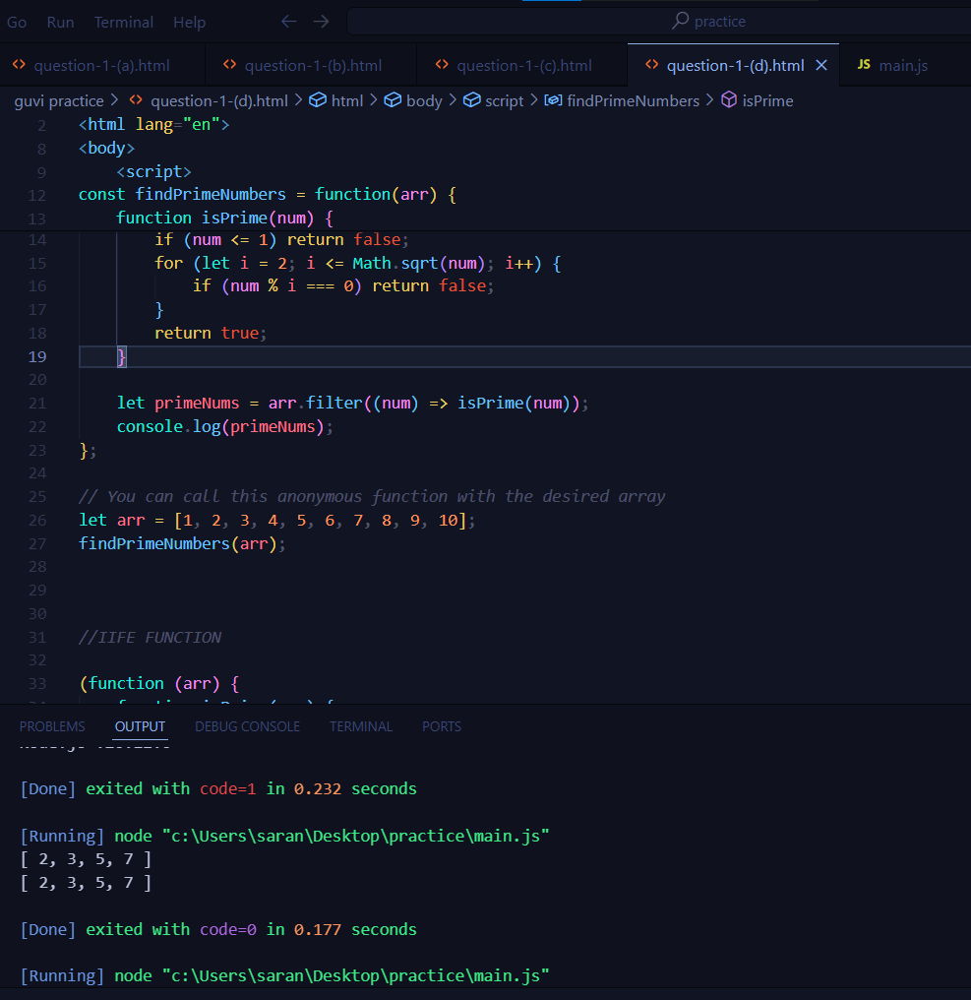 Go Run Terminal Help practice
question-1-(a).html question-1-(b).html question-1-(c).html question-1-(d).html JS main.js
guvi practice > question-1-(d).html > html > body > script > findPrimeNumbers > isPrime
2 <html lang="en">
8 <body>
9 <script>
12 const findPrimeNumbers = function(arr) {
13 function isPrime(num) {
14 if (num <= 1) return false;
15 for (let i = 2; i <= Math.sqrt(num); i++) {
16 if (num % i === 0) return false;
17 }
18 return true;
19 }
20
21 let primeNums = arr.filter((num) => isPrime(num));
22 console.log(primeNums);
23 };
24
25 // You can call this anonymous function with the desired array
26 let arr = [1, 2, 3, 4, 5, 6, 7, 8, 9, 10];
27 findPrimeNumbers(arr);
28
29
30
31 //IIFE FUNCTION
32
33 (function (arr) {
PROBLEMS OUTPUT DEBUG CONSOLE TERMINAL PORTS
[Done] exited with code=1 in 0.232 seconds
[Running] node "c:\Users\saran\Desktop\practice\main.js"
[ 2, 3, 5, 7 ]
[ 2, 3, 5, 7 ]
[Done] exited with code=0 in 0.177 seconds
[Running] node "c:\Users\saran\Desktop\practice\main.js"